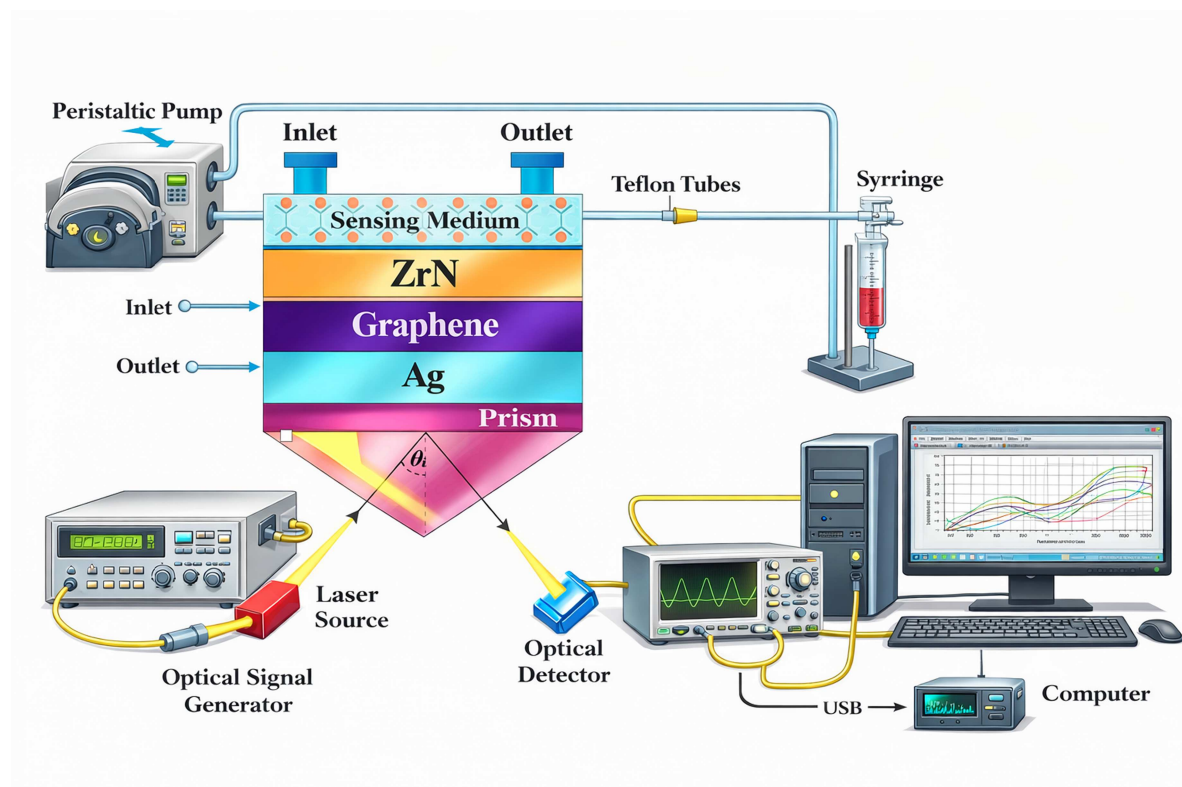 Peristaltic Pump
Inlet
Outlet
Teflon Tubes
Syrringe
Sensing Medium
ZrN
Inlet
Graphene
Outlet
Ag
Prism
θi
Laser
Source
Optical Signal
Generator
Optical
Detector
USB
Computer